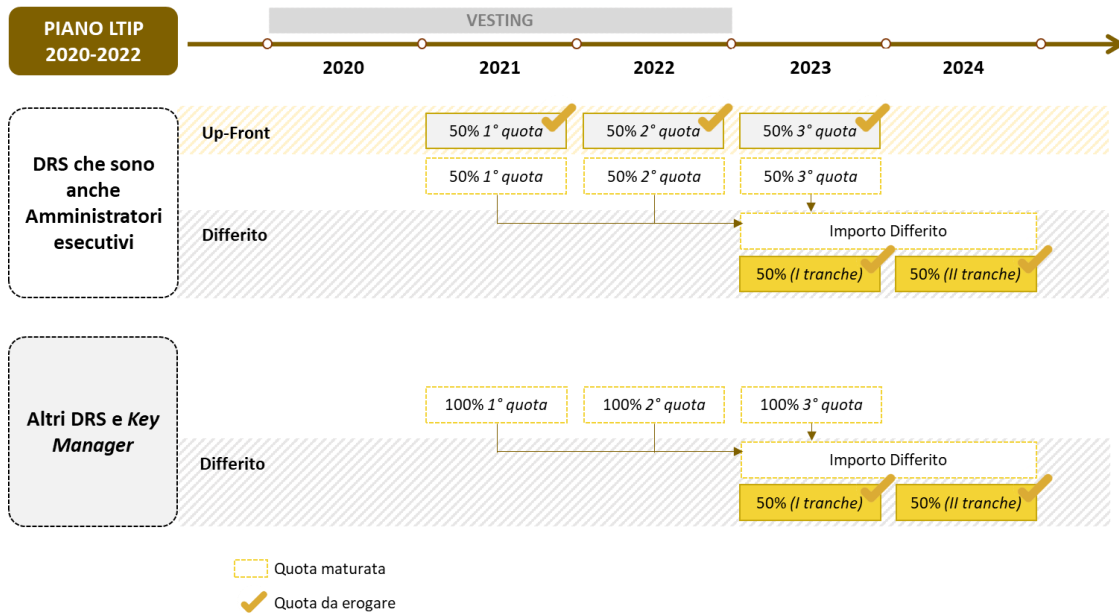 PIANO LTIP
2020-2022
VESTING
2020
2021
2022
2023
2024
DRS che sono
anche
Amministratori
esecutivi
Up-Front
50% 1° quota
50% 2° quota
50% 3° quota
50% 1° quota
50% 2° quota
50% 3° quota
Differito
Importo Differito
50% (I tranche)
50% (II tranche)
Altri DRS e Key
Manager
100% 1° quota
100% 2° quota
100% 3° quota
Differito
Importo Differito
50% (I tranche)
50% (II tranche)
Quota maturata
Quota da erogare